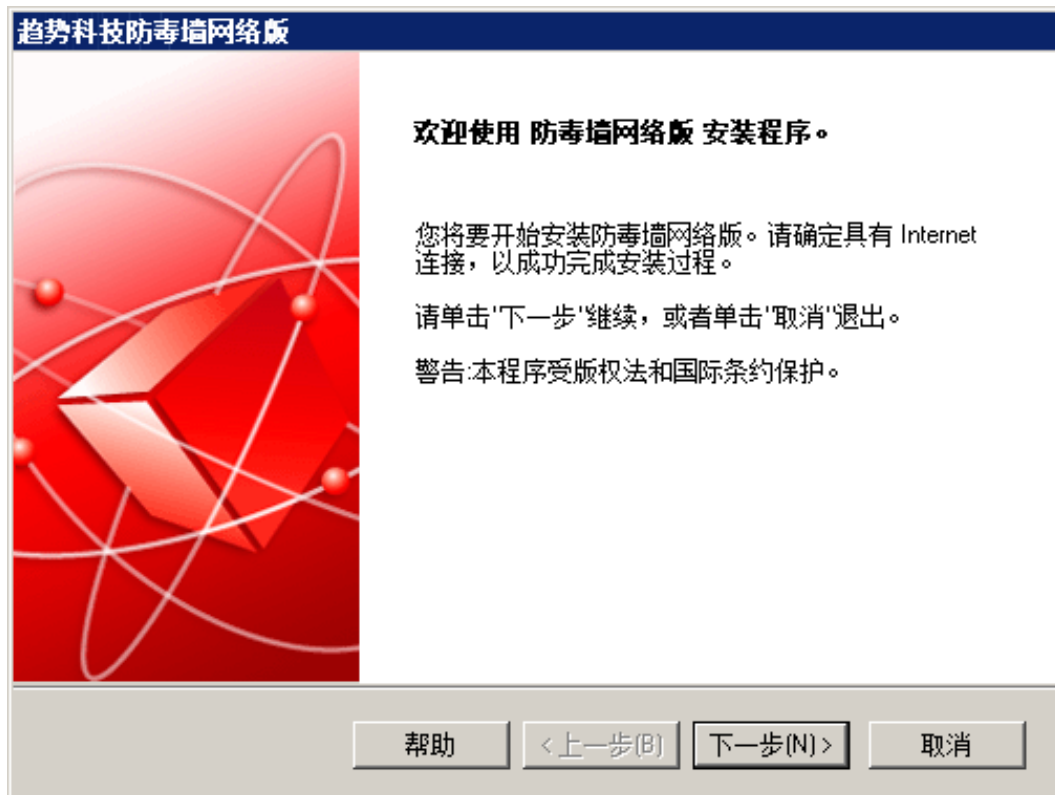 趋势科技防毒墙网络版
欢迎使用 防毒墙网络版 安装程序。
您将要开始安装防毒墙网络版。请确定具有 Internet
连接，以成功完成安装过程。
请单击"下一步"继续，或者单击"取消"退出。
警告:本程序受版权法和国际条约保护。
帮助
<上一步(B)
下一步(N)>
取消